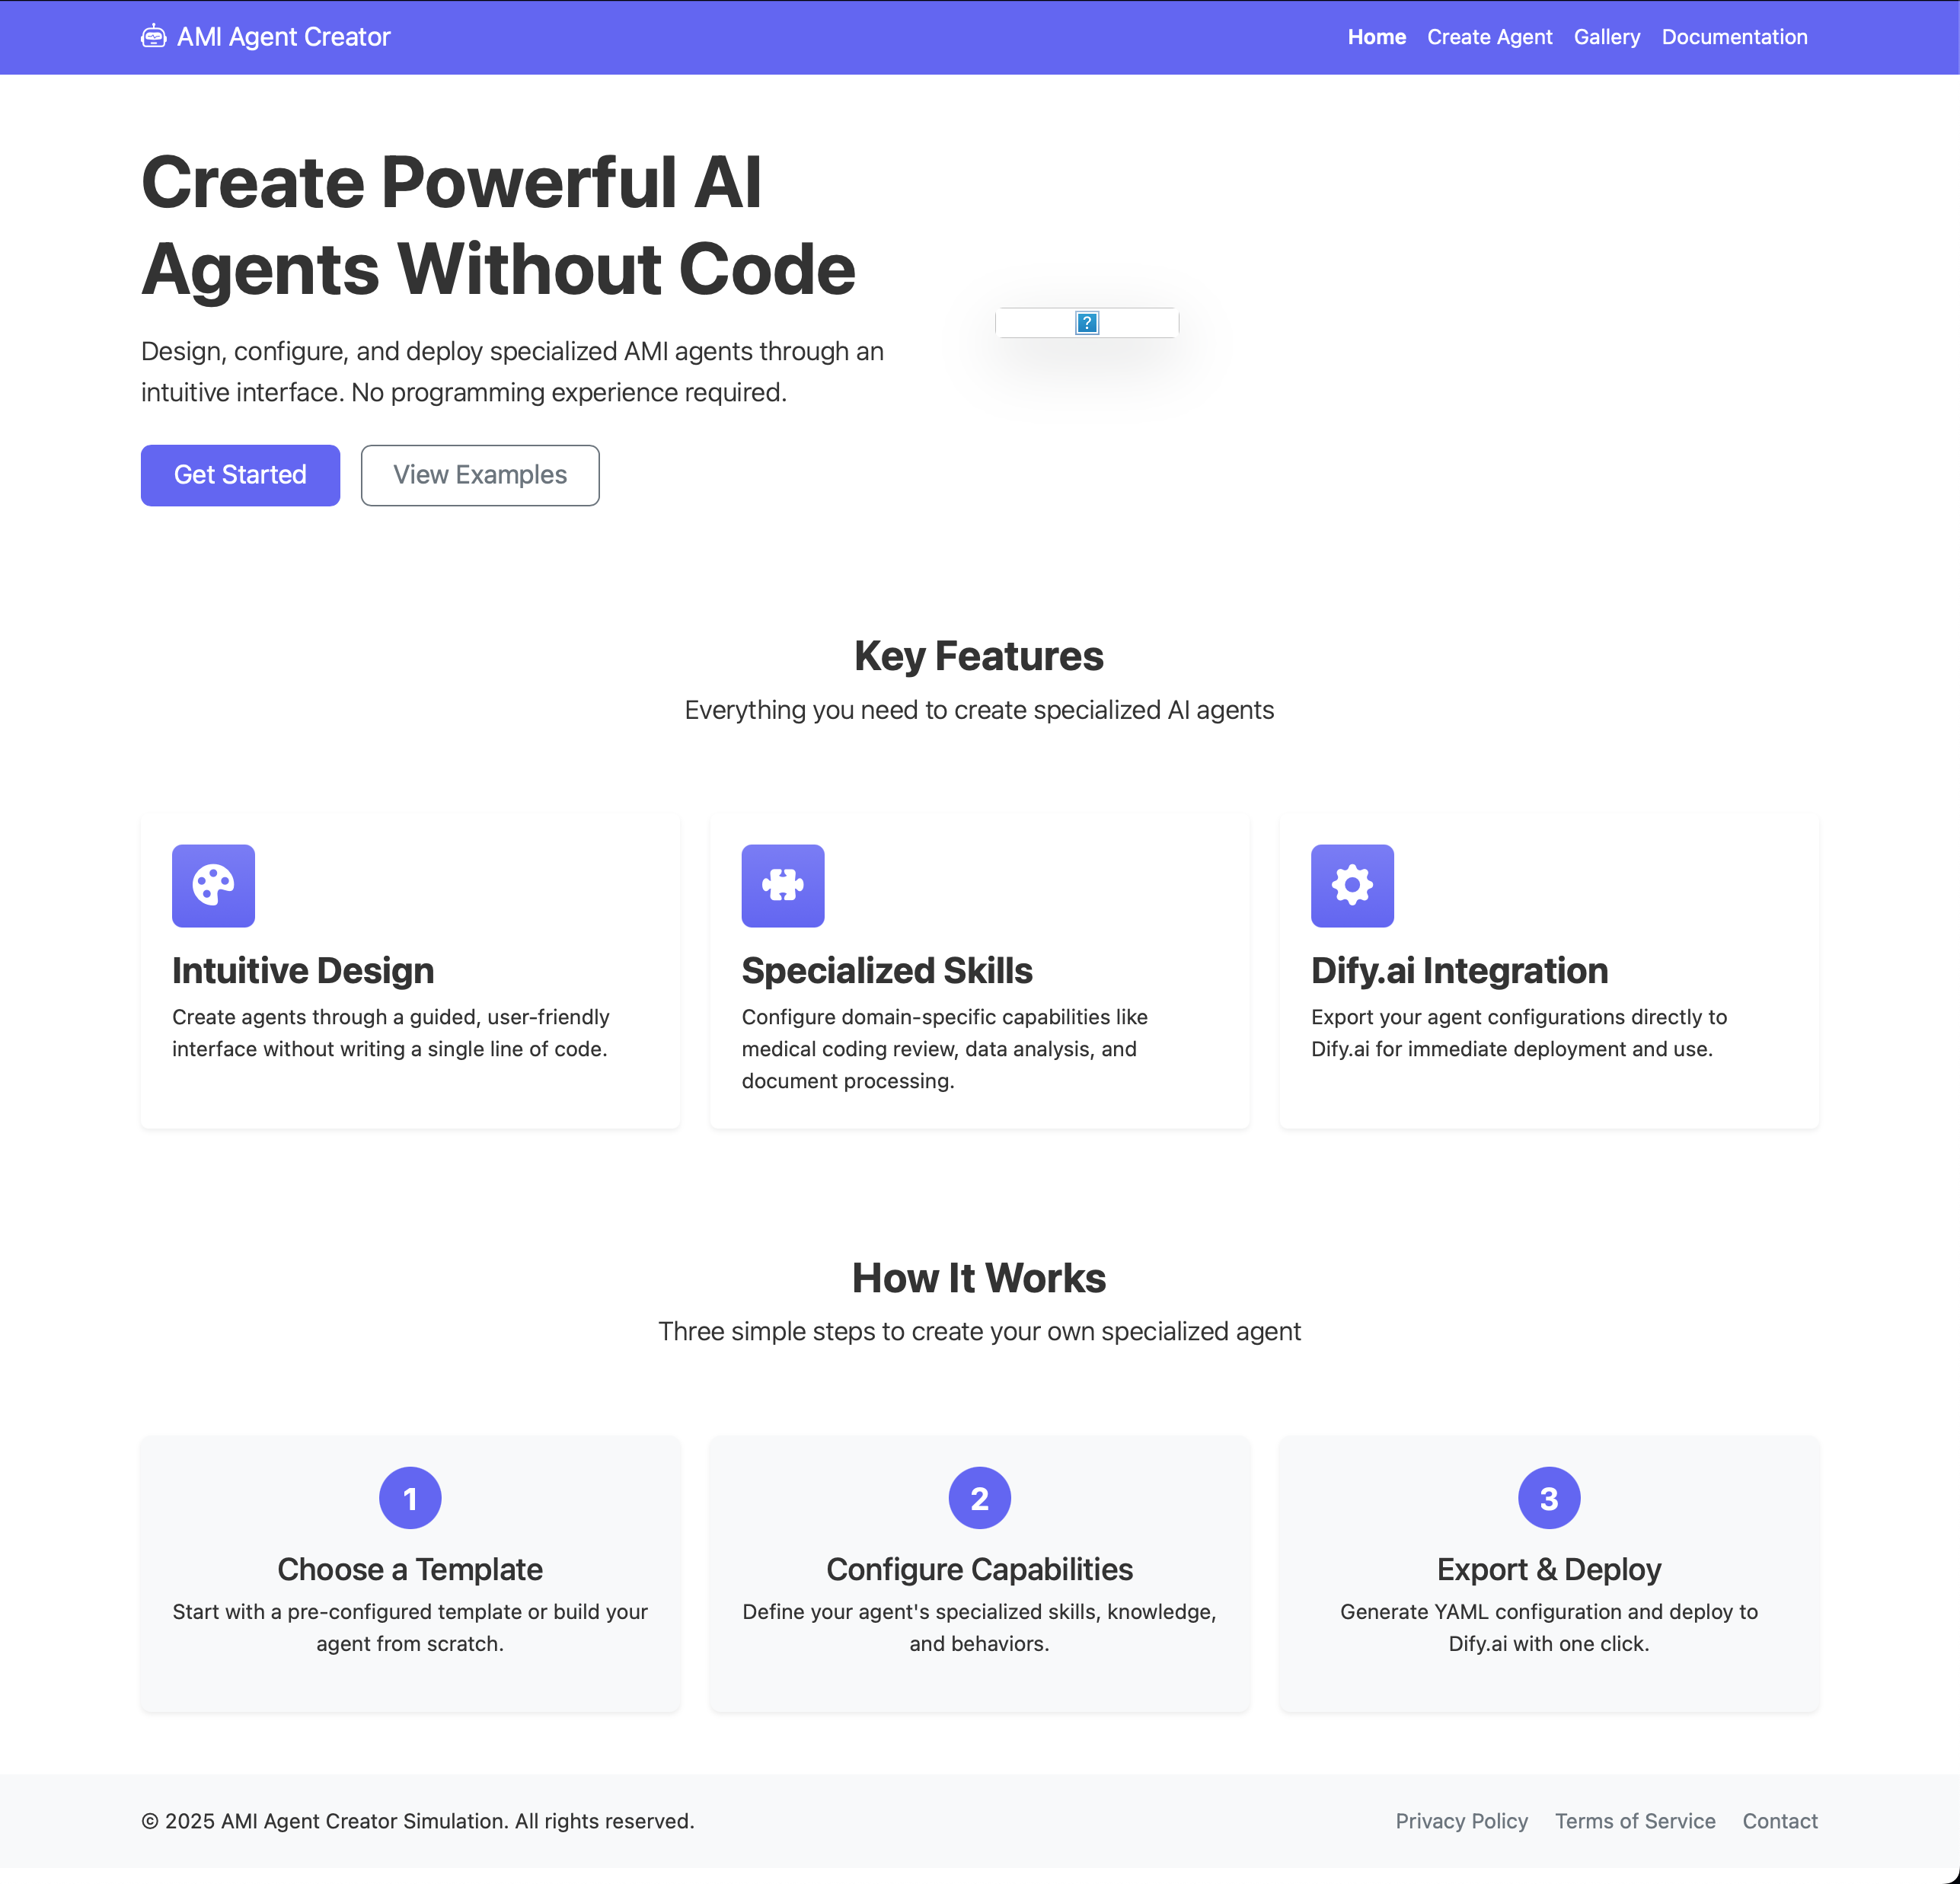 AMI Agent Creator
Home Create Agent Gallery Documentation
Create Powerful AI
Agents Without Code
Design, configure, and deploy specialized AMI agents through an
intuitive interface. No programming experience required.
?
Get Started View Examples
Key Features
Everything you need to create specialized AI agents
Intuitive Design
Create agents through a guided, user-friendly
interface without writing a single line of code.
Specialized Skills
Configure domain-specific capabilities like
medical coding review, data analysis, and
document processing.
Dify.ai Integration
Export your agent configurations directly to
Dify.ai for immediate deployment and use.
How It Works
Three simple steps to create your own specialized agent
1
Choose a Template
Start with a pre-configured template or build your
agent from scratch.
2
Configure Capabilities
Define your agent's specialized skills, knowledge,
and behaviors.
3
Export & Deploy
Generate YAML configuration and deploy to
Dify.ai with one click.
© 2025 AMI Agent Creator Simulation. All rights reserved.
Privacy Policy Terms of Service Contact